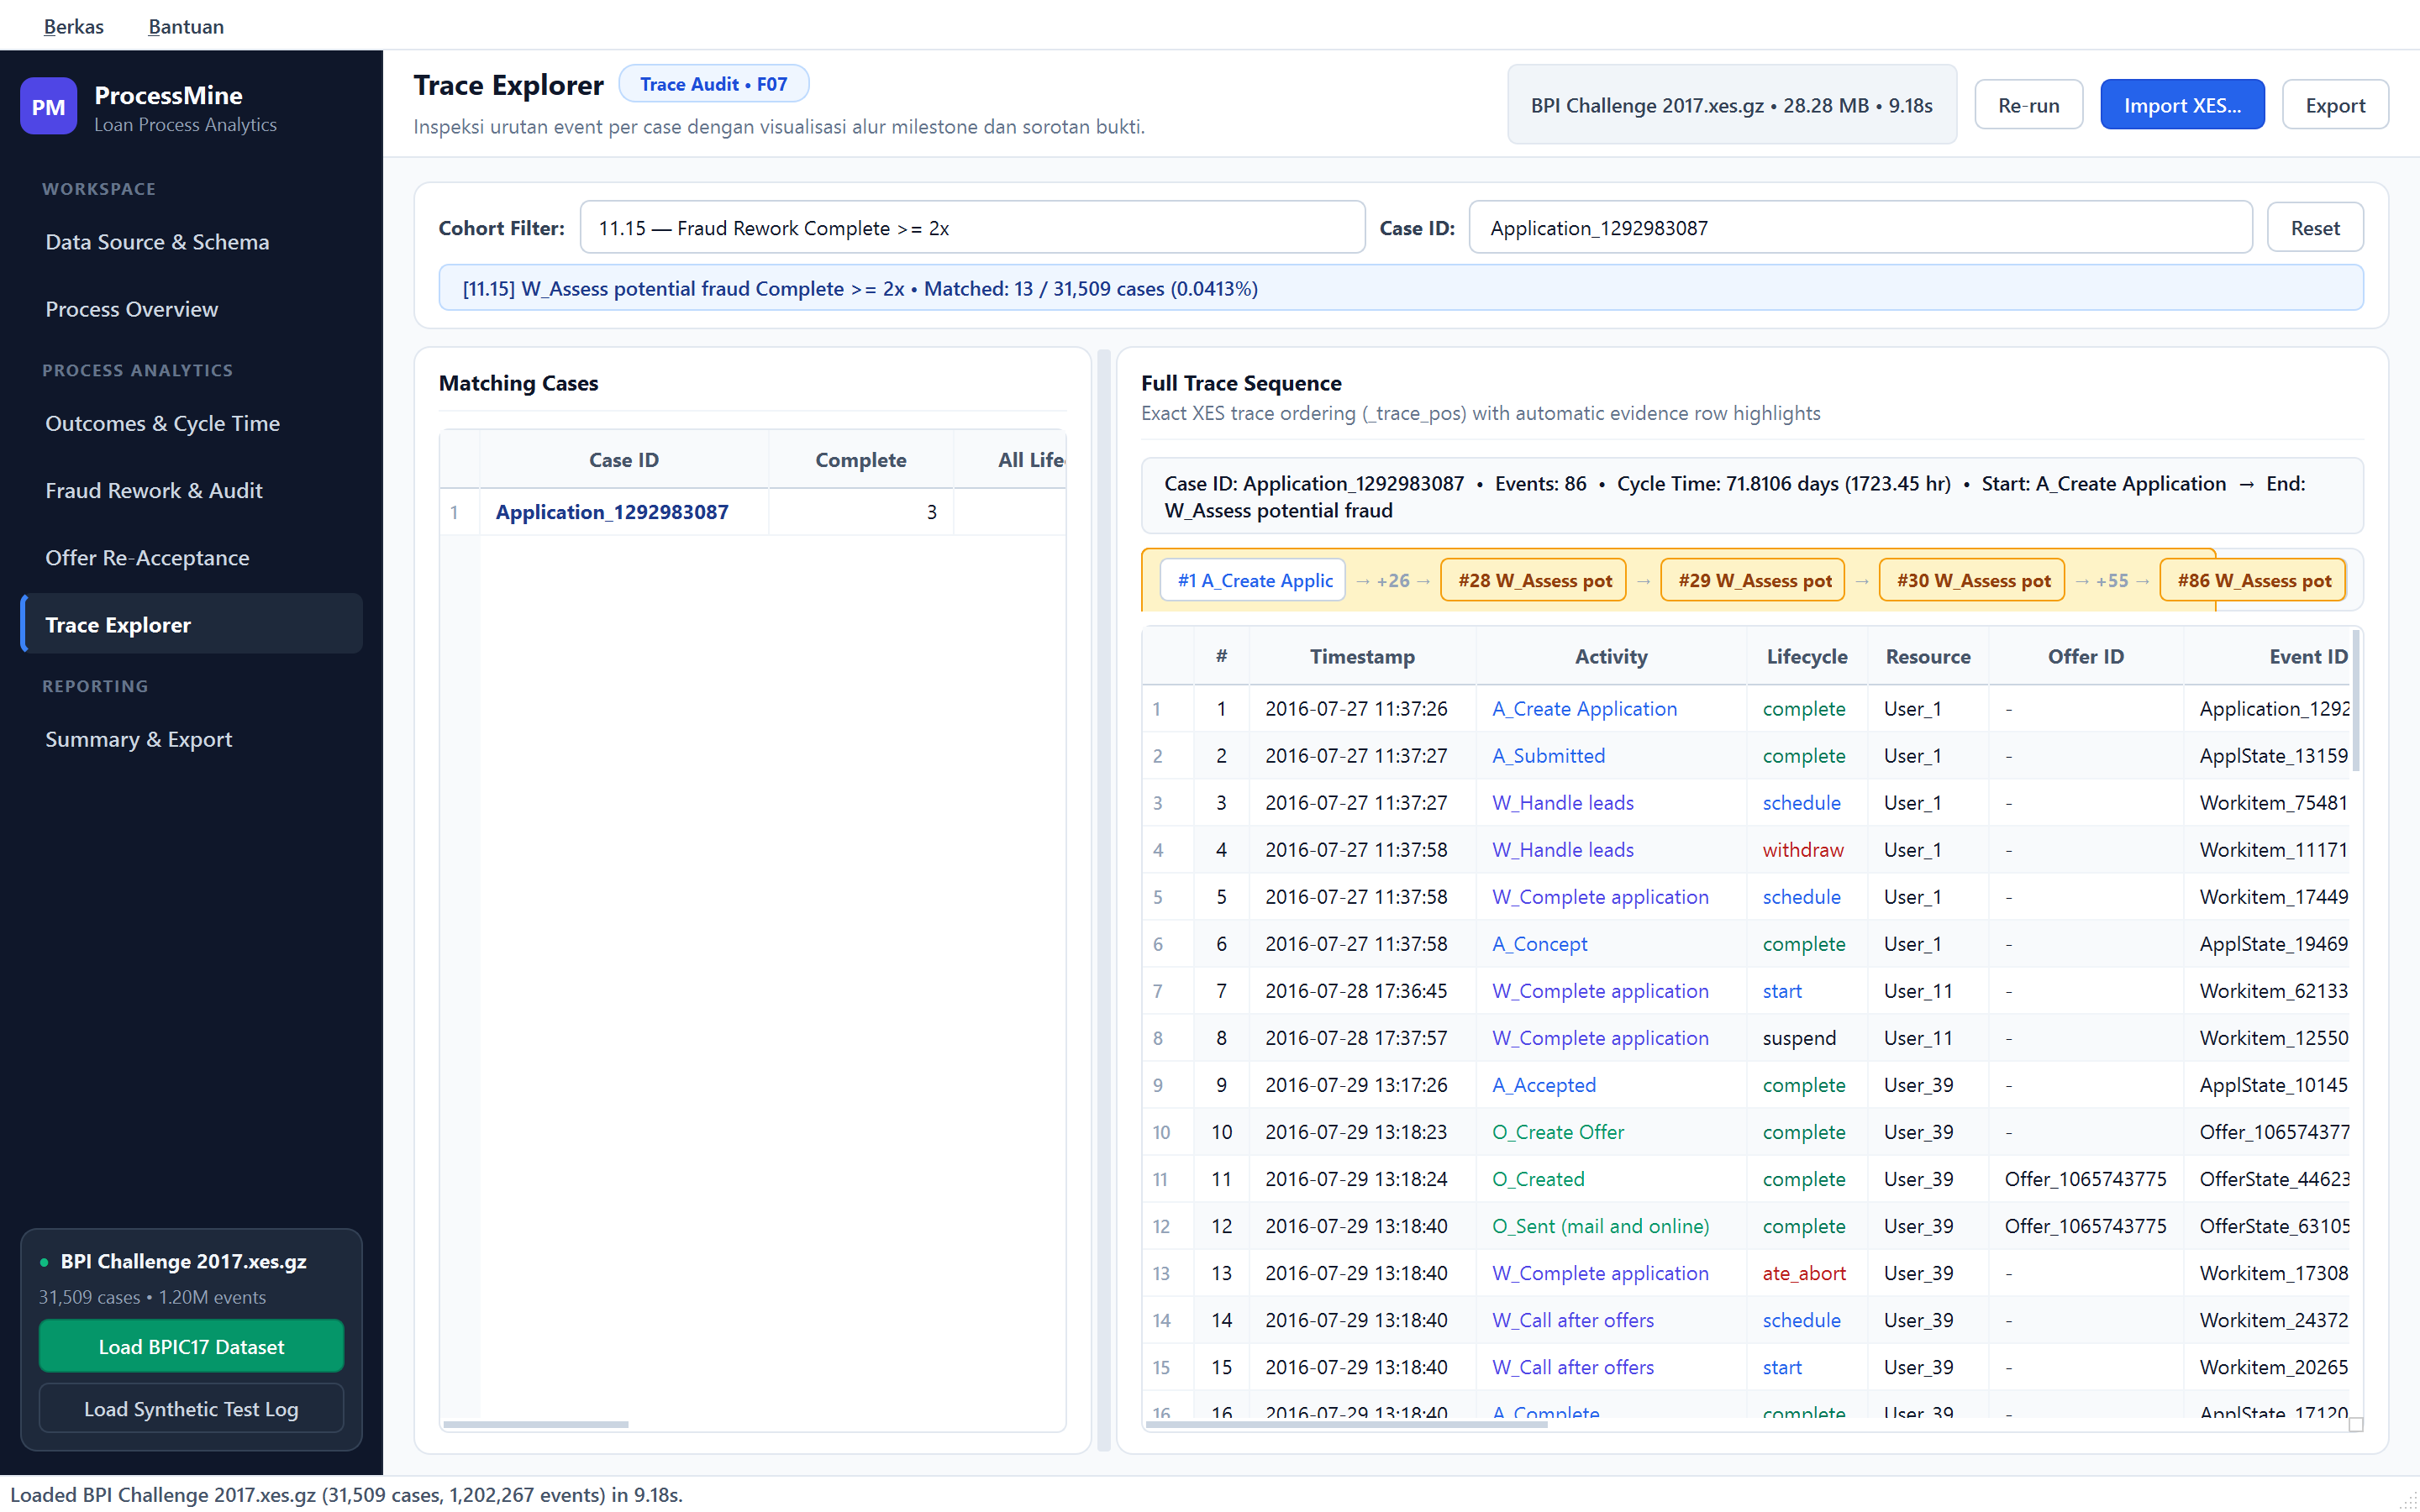 Berkas Bantuan
PM ProcessMine
Loan Process Analytics
WORKSPACE
Data Source & Schema
Process Overview
PROCESS ANALYTICS
Outcomes & Cycle Time
Fraud Rework & Audit
Offer Re-Acceptance
Trace Explorer
REPORTING
Summary & Export
● BPI Challenge 2017.xes.gz
31,509 cases • 1.20M events
Load BPIC17 Dataset
Load Synthetic Test Log
Trace Explorer Trace Audit • F07
Inspeksi urutan event per case dengan visualisasi alur milestone dan sorotan bukti.
BPI Challenge 2017.xes.gz • 28.28 MB • 9.18s Re-run Import XES... Export
Cohort Filter: 11.15 — Fraud Rework Complete >= 2x Case ID: Application_1292983087 Reset
[11.15] W_Assess potential fraud Complete >= 2x • Matched: 13 / 31,509 cases (0.0413%)
Matching Cases
Case ID Complete All Life
1 Application_1292983087 3
Full Trace Sequence
Exact XES trace ordering (_trace_pos) with automatic evidence row highlights
Case ID: Application_1292983087 • Events: 86 • Cycle Time: 71.8106 days (1723.45 hr) • Start: A_Create Application → End:
W_Assess potential fraud
#1 A_Create Applic → +26 → #28 W_Assess pot → #29 W_Assess pot → #30 W_Assess pot → +55 → #86 W_Assess pot
# Timestamp Activity Lifecycle Resource Offer ID Event ID
1 1 2016-07-27 11:37:26 A_Create Application complete User_1 - Application_1292
2 2 2016-07-27 11:37:27 A_Submitted complete User_1 - ApplState_13159
3 3 2016-07-27 11:37:27 W_Handle leads schedule User_1 - Workitem_75481
4 4 2016-07-27 11:37:58 W_Handle leads withdraw User_1 - Workitem_11171
5 5 2016-07-27 11:37:58 W_Complete application schedule User_1 - Workitem_17449
6 6 2016-07-27 11:37:58 A_Concept complete User_1 - ApplState_19469
7 7 2016-07-28 17:36:45 W_Complete application start User_11 - Workitem_62133
8 8 2016-07-28 17:37:57 W_Complete application suspend User_11 - Workitem_12550
9 9 2016-07-29 13:17:26 A_Accepted complete User_39 - ApplState_10145
10 10 2016-07-29 13:18:23 O_Create Offer complete User_39 - Offer_106574377
11 11 2016-07-29 13:18:24 O_Created complete User_39 Offer_1065743775 OfferState_44623
12 12 2016-07-29 13:18:40 O_Sent (mail and online) complete User_39 Offer_1065743775 OfferState_63105
13 13 2016-07-29 13:18:40 W_Complete application ate_abort User_39 - Workitem_17308
14 14 2016-07-29 13:18:40 W_Call after offers schedule User_39 - Workitem_24372
15 15 2016-07-29 13:18:40 W_Call after offers start User_39 - Workitem_20265
16 16 2016-07-29 13:18:40 A_Complete complete User_39 - ApplState_17120
Loaded BPI Challenge 2017.xes.gz (31,509 cases, 1,202,267 events) in 9.18s.